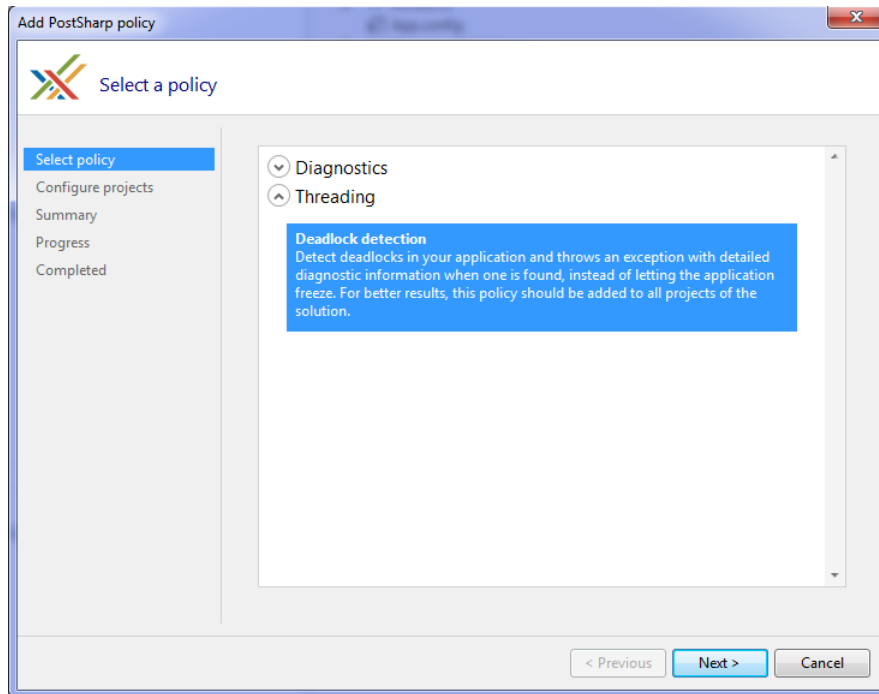 Add PostSharp policy
Select a policy
Select policy
Configure projects
Summary
Progress
Completed
Diagnostics
Threading
Deadlock detection
Detect deadlocks in your application and throws an exception with detailed
diagnostic information when one is found, instead of letting the application
freeze. For better results, this policy should be added to all projects of the
solution.
< Previous
Next >
Cancel